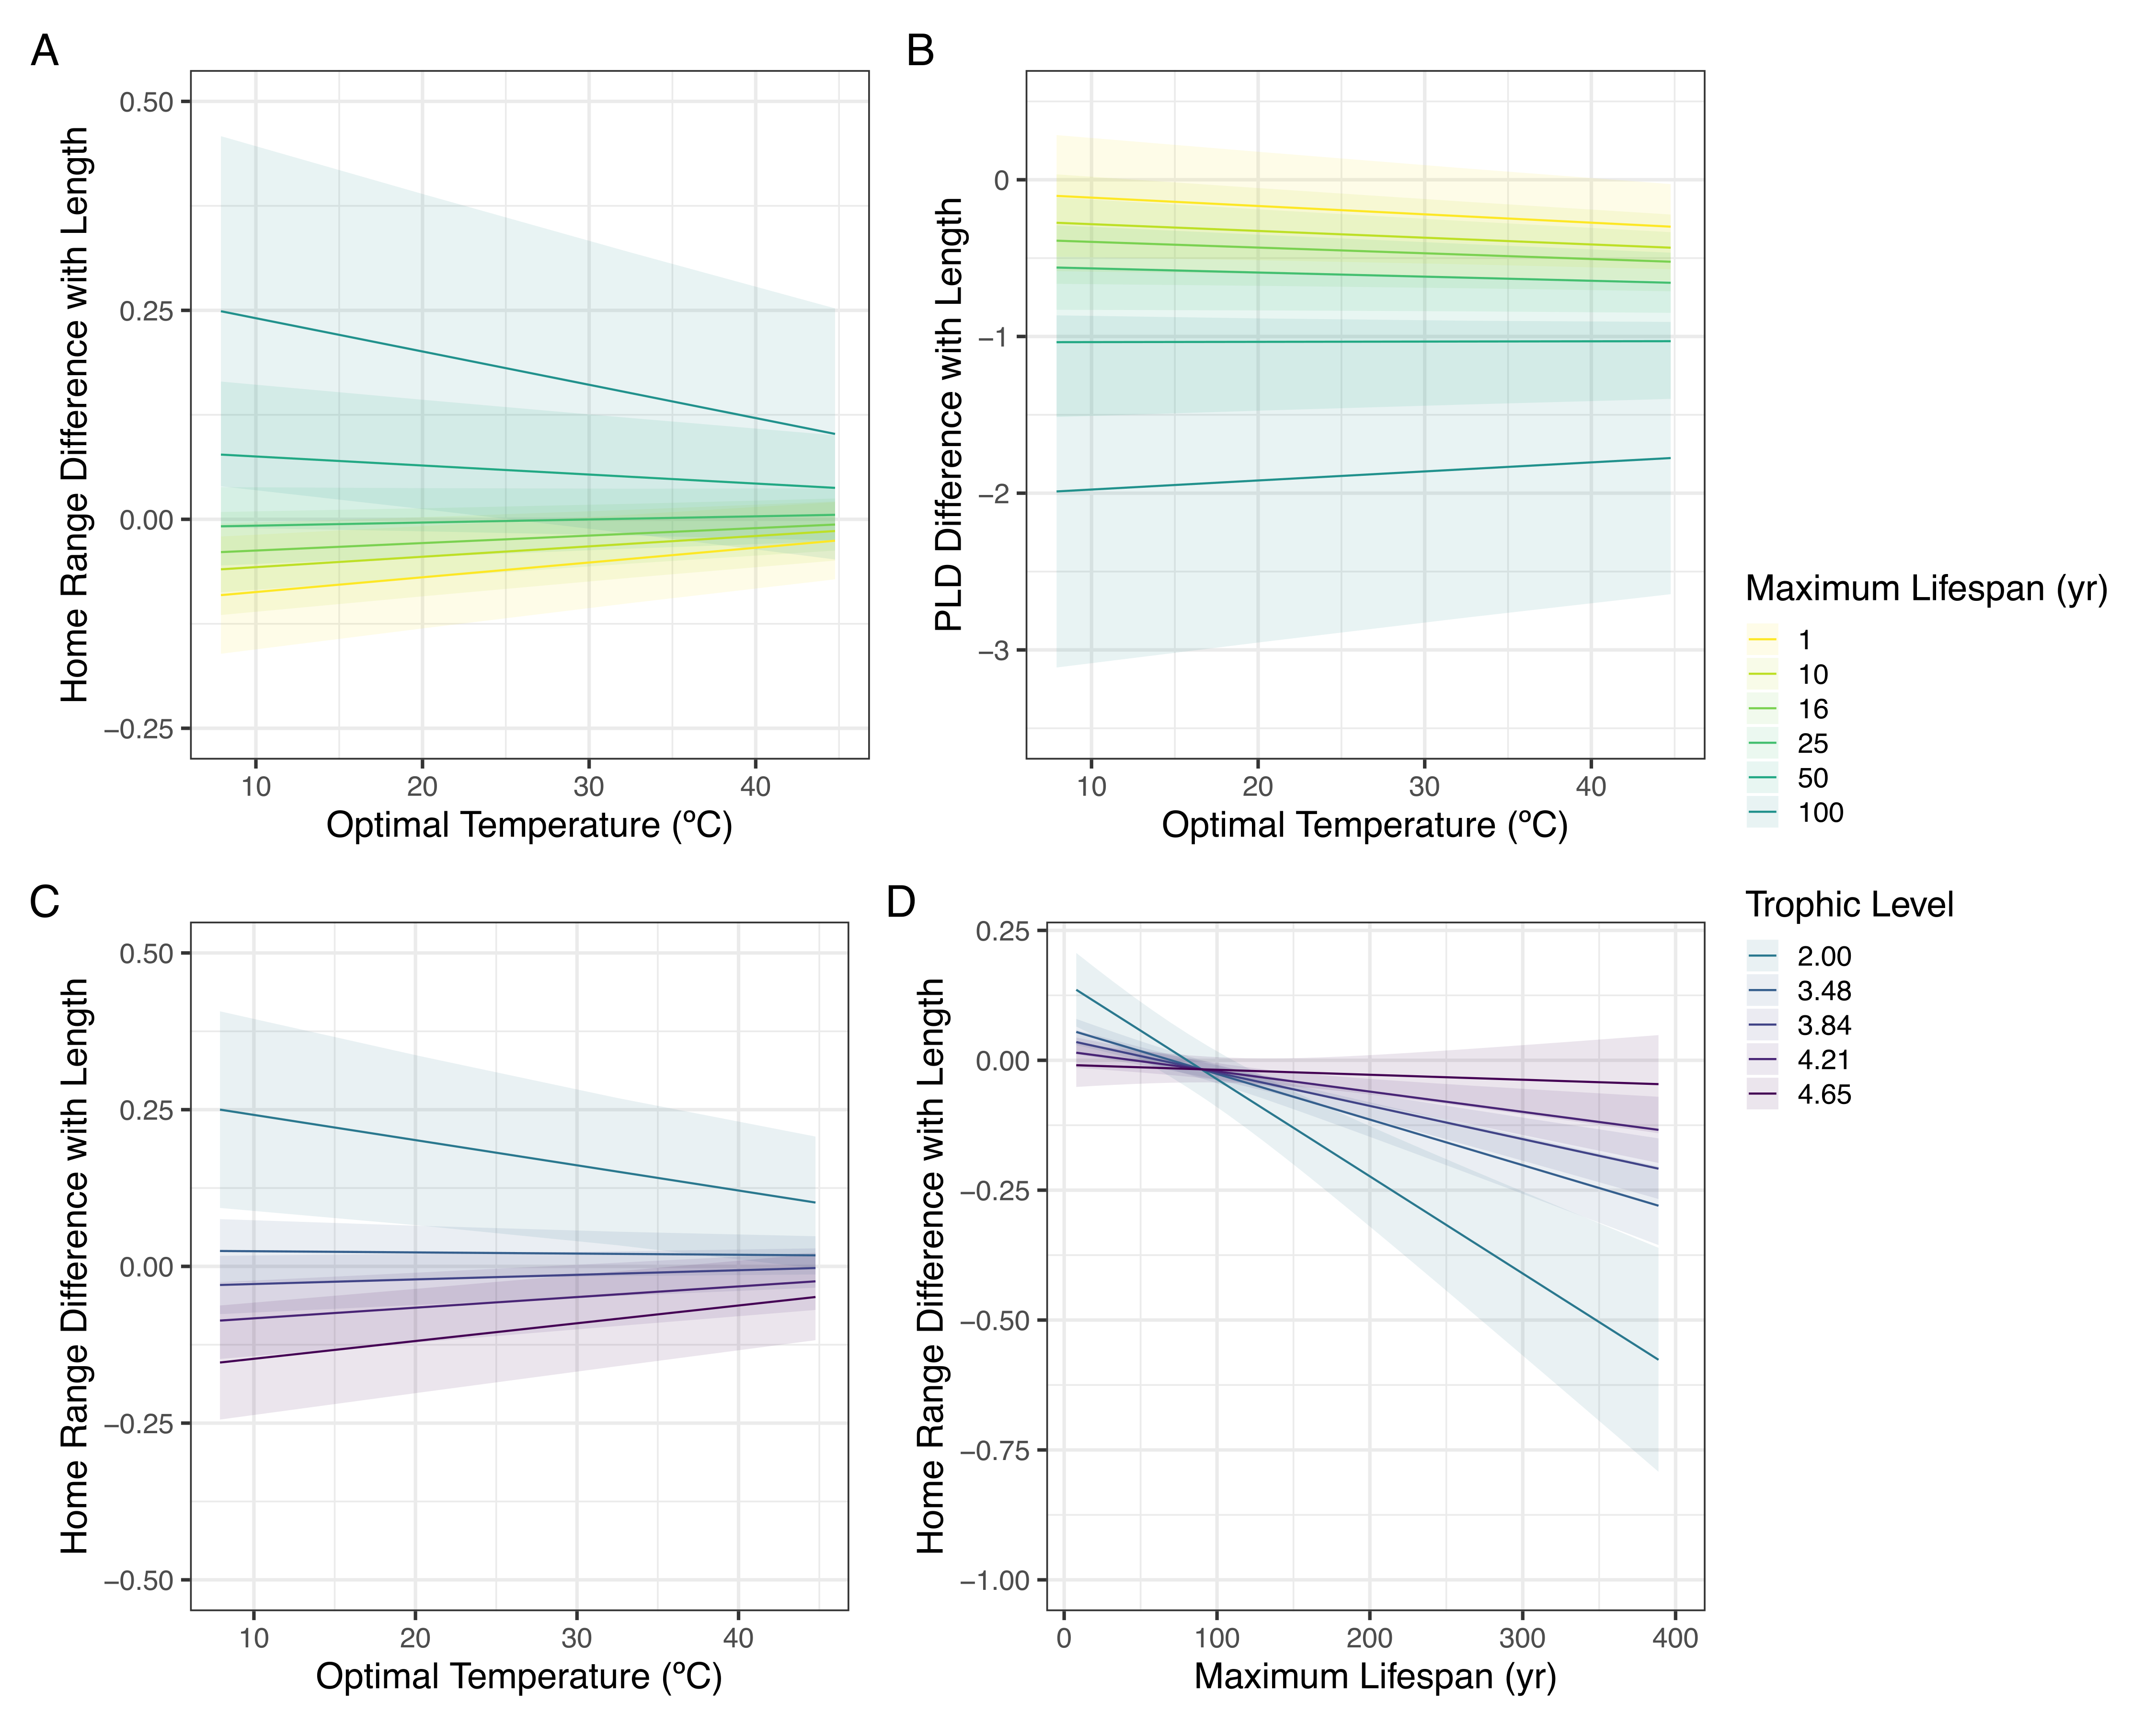 A
Home Range Difference with Length
0.50
0.25
0.00
−0.25
10 20 30 40
Optimal Temperature (ºC)
B
PLD Difference with Length
0
−1
−2
−3
10 20 30 40
Optimal Temperature (ºC)
Maximum Lifespan (yr)
1
10
16
25
50
100
C
Home Range Difference with Length
0.50
0.25
0.00
−0.25
−0.50
10 20 30 40
Optimal Temperature (ºC)
D
Home Range Difference with Length
0.25
0.00
−0.25
−0.50
−0.75
−1.00
0 100 200 300 400
Maximum Lifespan (yr)
Trophic Level
2.00
3.48
3.84
4.21
4.65